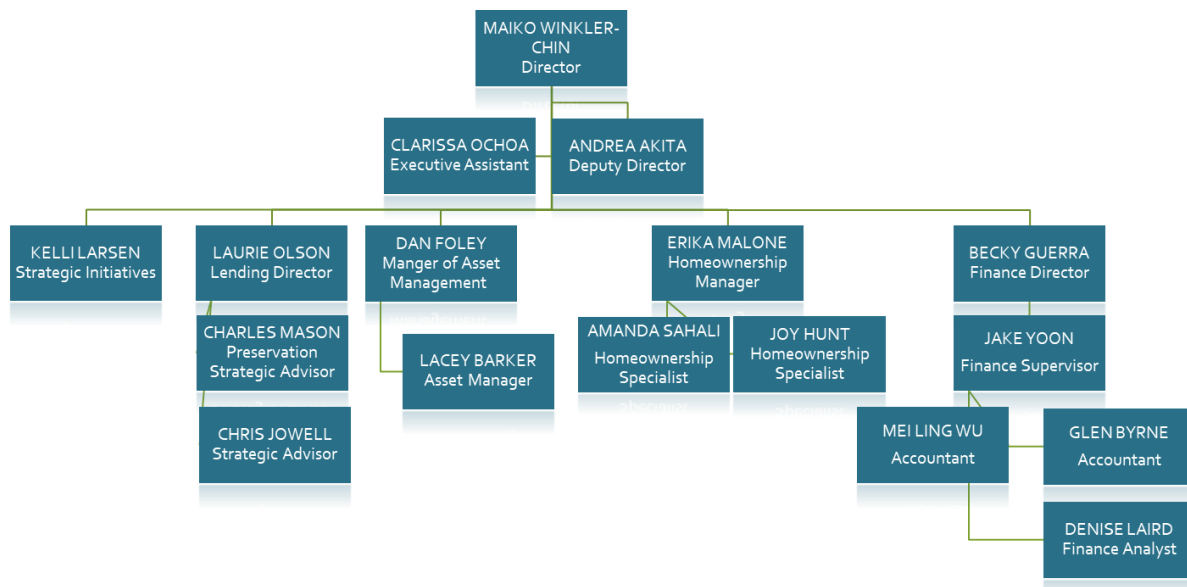 MAIKO WINKLER-
CHIN
Director
CLARISSA OCHOA
Executive Assistant
ANDREA AKITA
Deputy Director
KELLI LARSEN
Strategic Initiatives
LAURIE OLSON
Lending Director
DAN FOLEY
Manger of Asset
Management
ERIKA MALONE
Homeownership
Manager
BECKY GUERRA
Finance Director
CHARLES MASON
Preservation
Strategic Advisor
LACEY BARKER
Asset Manager
AMANDA SAHALI
Homeownership
Specialist
JOY HUNT
Homeownership
Specialist
JAKE YOON
Finance Supervisor
CHRIS JOWELL
Strategic Advisor
MEI LING WU
Accountant
GLEN BYRNE
Accountant
DENISE LAIRD
Finance Analyst